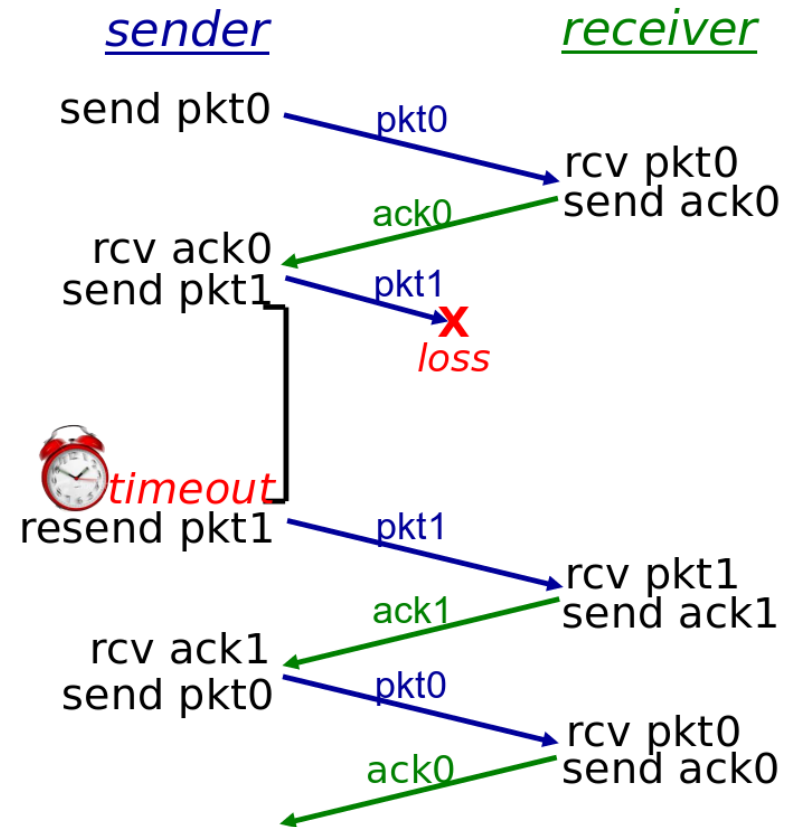 sender
receiver
send pkt0
pkt0
rcv pkt0
send ack0
ack0
rcv ack0
send pkt1
pkt1
X
loss
timeout
resend pkt1
pkt1
rcv pkt1
send ack1
ack1
rcv ack1
send pkt0
pkt0
rcv pkt0
send ack0
ack0